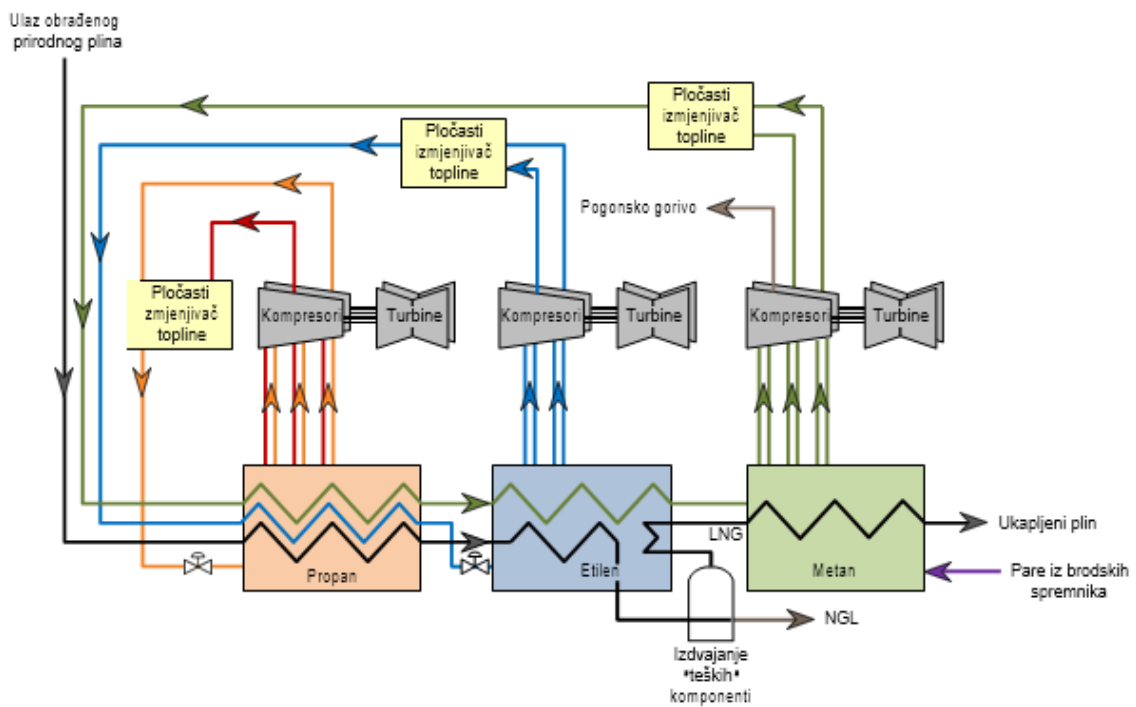 Ulaz obrađenog
prirodnog plina
Pločasti
izmjenjivač
topline
Pločasti
izmjenjivač
topline
Pogonsko gorivo
Pločasti
zmjenjivač
topline
Kompresori
Turbine
Kompresori
Turbine
Kompresori
Turbine
LNG
Ukapljeni plin
Propan
Etilen
Metan
Pare iz brodskih
spremnika
NGL
Izdvajanje
"teških"
komponenti